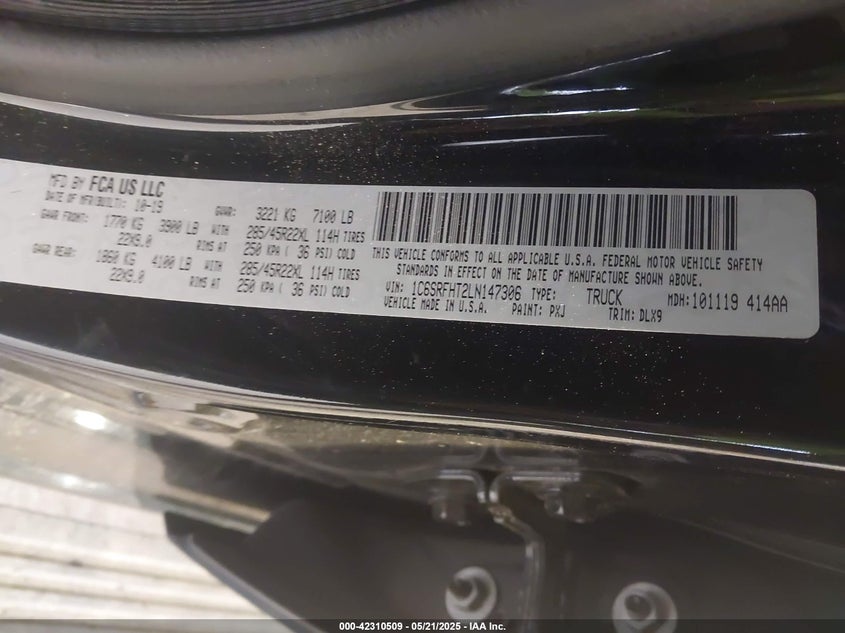 MFD BY FCA US LLC
DATE OF MFR(BUILT): 10-19 GVWR: 3221 KG 7100 LB
GAWR FRONT: 1770 KG 3900 LB WITH 285/45R22XL 114H TIRES
22X9.0 RIMS AT 250 KPA ( 36 PSI) COLD
GAWR REAR: 1860 KG 4100 LB WITH 285/45R22XL 114H TIRES
22X9.0 RIMS AT 250 KPA ( 36 PSI) COLD
THIS VEHICLE CONFORMS TO ALL APPLICABLE U.S.A. FEDERAL MOTOR VEHICLE SAFETY
STANDARDS IN EFFECT ON THE DATE OF MANUFACTURE SHOWN ABOVE.
VIN: 1C6SRFHT2LN147306 TYPE: TRUCK MDH:101119 414AA
VEHICLE MADE IN U.S.A. PAINT: PXJ TRIM: DLX9
000-42310509 - 05/21/2025 - IAA Inc.